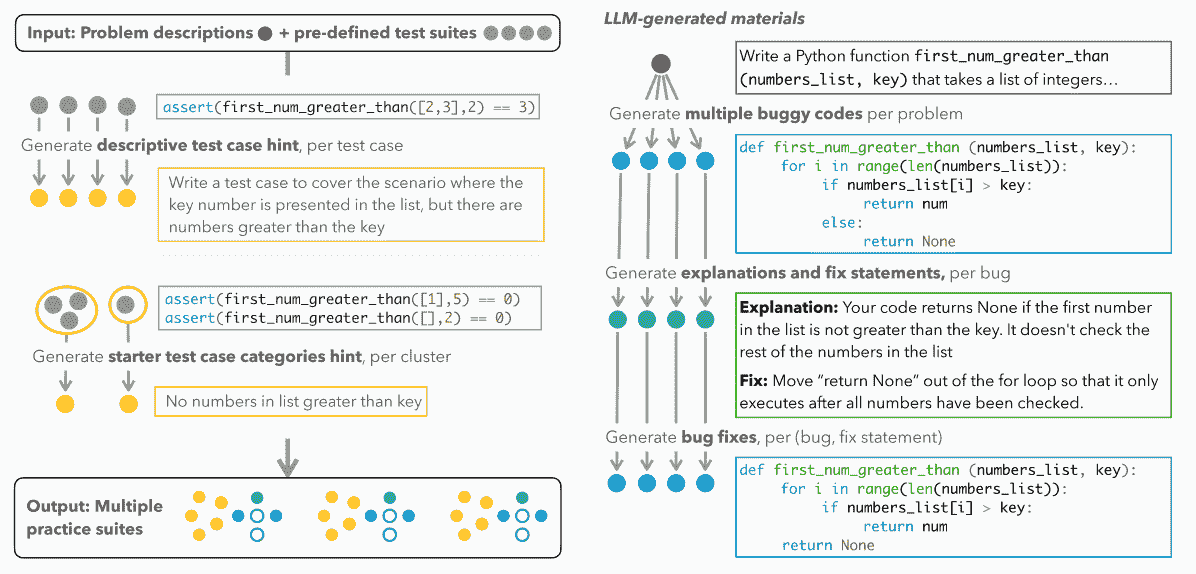 Input: Problem descriptions + pre-defined test suites
assert(first_num_greater_than([2,3],2) == 3)
Generate descriptive test case hint, per test case
Write a test case to cover the scenario where the
key number is presented in the list, but there are
numbers greater than the key
assert(first_num_greater_than([1],5) == 0)
assert(first_num_greater_than([],2) == 0)
Generate starter test case categories hint, per cluster
No numbers in list greater than key
Output: Multiple
practice suites
LLM-generated materials
Write a Python function first_num_greater_than
(numbers_list, key) that takes a list of integers…
Generate multiple buggy codes per problem
def first_num_greater_than (numbers_list, key):
    for i in range(len(numbers_list)):
        if numbers_list[i] > key:
            return num
        else:
            return None
Generate explanations and fix statements, per bug
Explanation: Your code returns None if the first number
in the list is not greater than the key. It doesn't check the
rest of the numbers in the list
Fix: Move “return None” out of the for loop so that it only
executes after all numbers have been checked.
Generate bug fixes, per (bug, fix statement)
def first_num_greater_than (numbers_list, key):
    for i in range(len(numbers_list)):
        if numbers_list[i] > key:
            return num
    return None